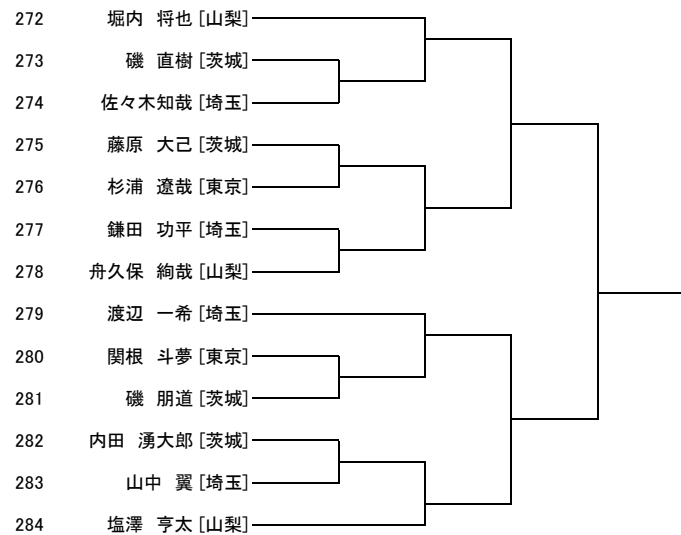 272 堀内 将也 [山梨]
273 磯 直樹 [茨城]
274 佐々木知哉 [埼玉]
275 藤原 大己 [茨城]
276 杉浦 遼哉 [東京]
277 鎌田 功平 [埼玉]
278 舟久保 絢哉 [山梨]
279 渡辺 一希 [埼玉]
280 関根 斗夢 [東京]
281 磯 朋道 [茨城]
282 内田 湧大郎 [茨城]
283 山中 翼 [埼玉]
284 塩澤 亨太 [山梨]